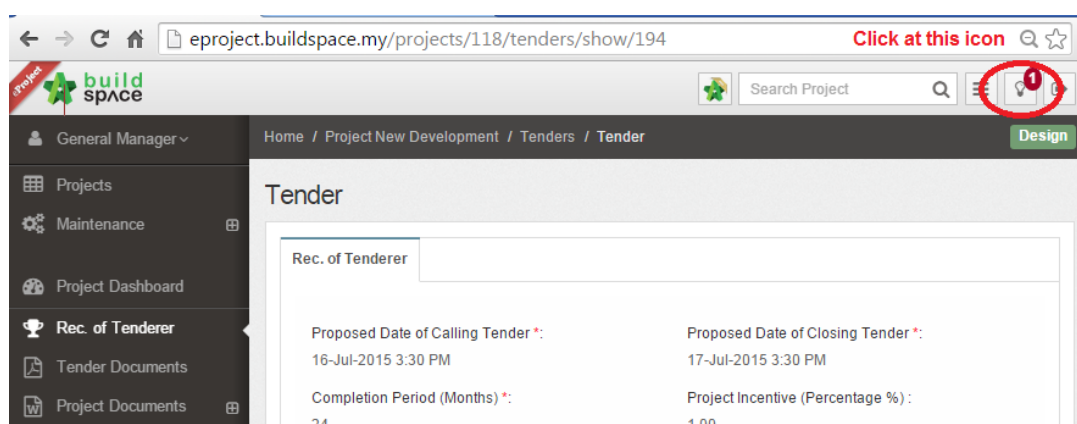 eproject.buildspace.my/projects/118/tenders/show/194
Click at this icon
eProject
build
spɅce
Search Project
1
General Manager
Home / Project New Development / Tenders / Tender
Design
Projects
Maintenance
Project Dashboard
Rec. of Tenderer
Tender Documents
Project Documents
Tender
Rec. of Tenderer
Proposed Date of Calling Tender *:
16-Jul-2015 3:30 PM
Proposed Date of Closing Tender *:
17-Jul-2015 3:30 PM
Completion Period (Months) *:
24
Project Incentive (Percentage %) :